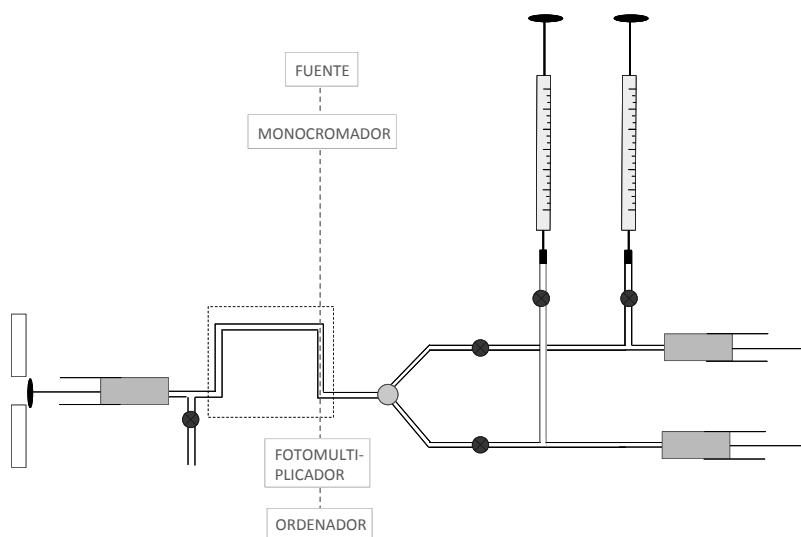 FUENTE
MONOCROMADOR
FOTOMULTI-
PLICADOR
ORDENADOR